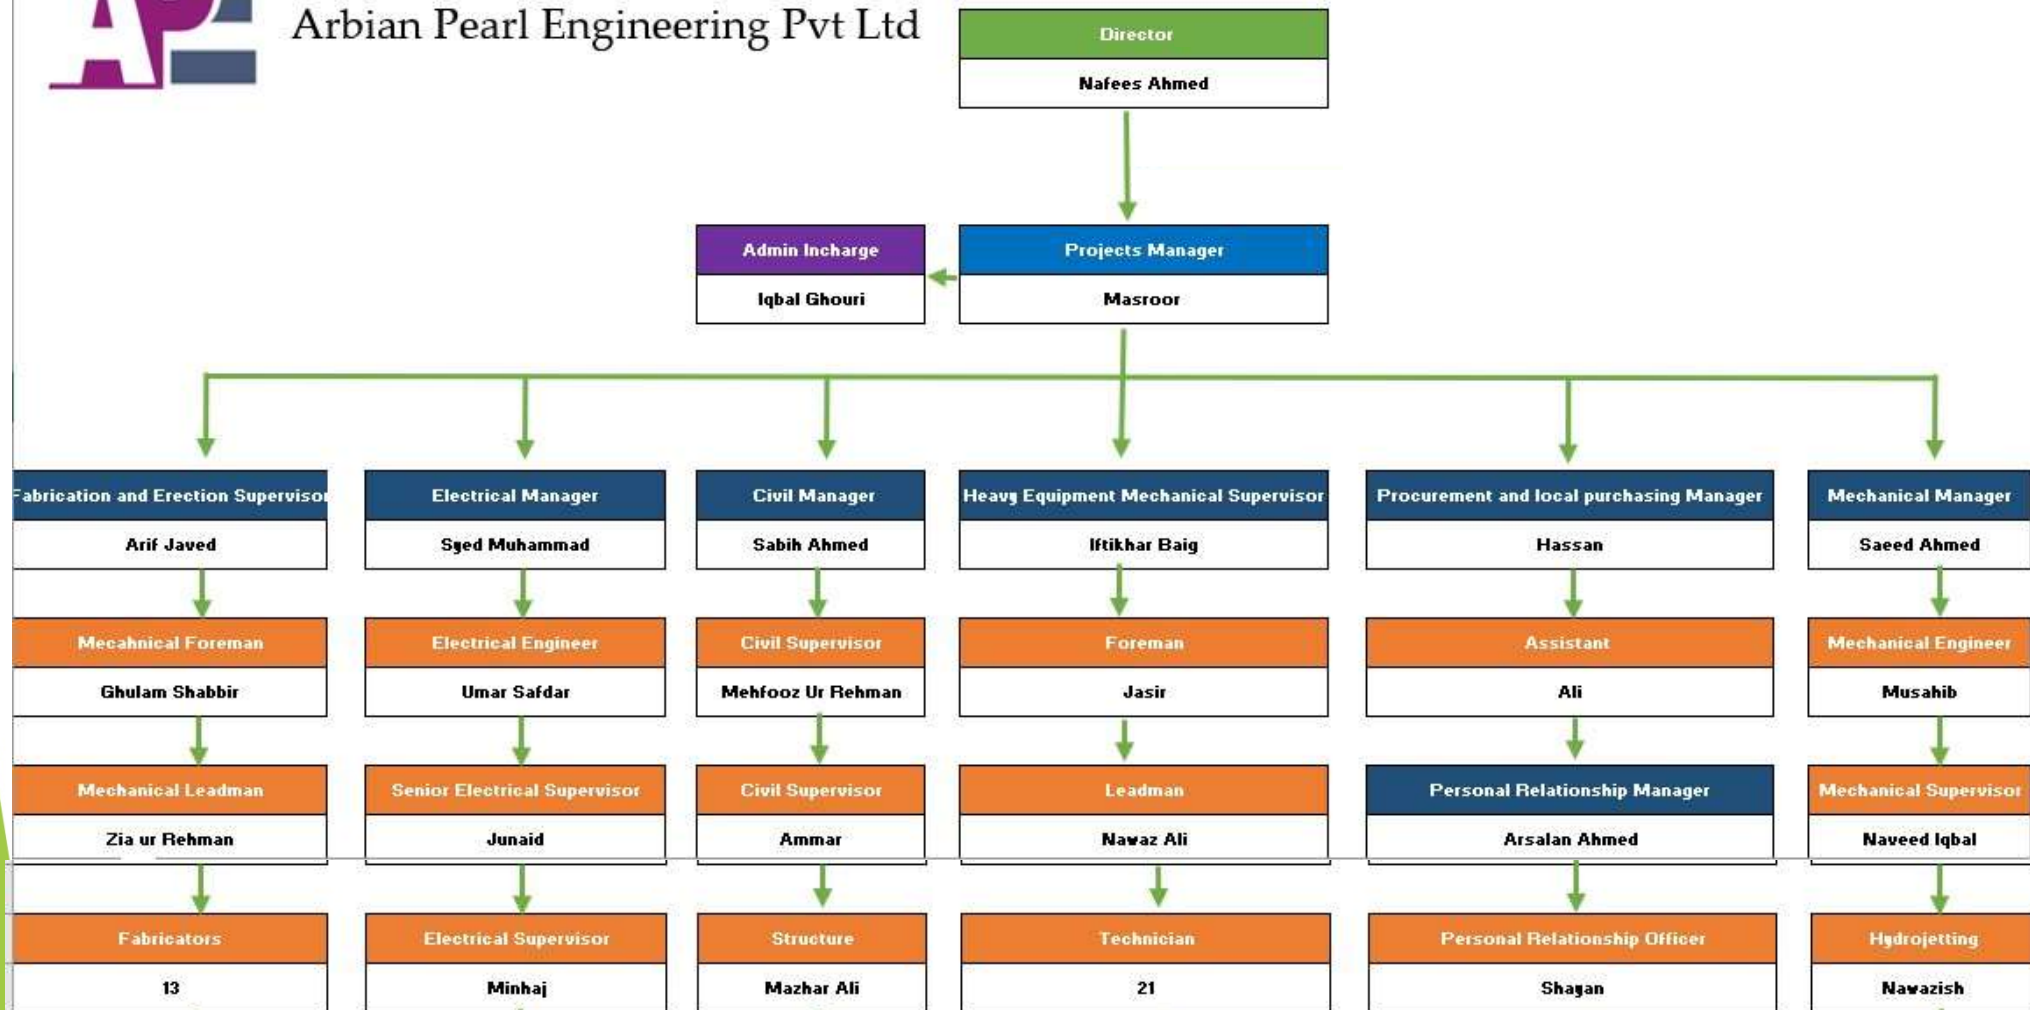 APE
Arbian Pearl Engineering Pvt Ltd
Director
Nafees Ahmed
Admin Incharge
Iqbal Ghouri
Projects Manager
Masroor
Fabrication and Erection Supervisor
Arif Javed
Electrical Manager
Syed Muhammad
Civil Manager
Sabih Ahmed
Heavy Equipment Mechanical Supervisor
Iftikhar Baig
Procurement and local purchasing Manager
Hassan
Mechanical Manager
Saeed Ahmed
Mecahnical Foreman
Ghulam Shabbir
Electrical Engineer
Umar Safdar
Civil Supervisor
Mehfooz Ur Rehman
Foreman
Jasir
Assistant
Ali
Mechanical Engineer
Musahib
Mechanical Leadman
Zia ur Rehman
Senior Electrical Supervisor
Junaid
Civil Supervisor
Ammar
Leadman
Nawaz Ali
Personal Relationship Manager
Arsalan Ahmed
Mechanical Supervisor
Naveed Iqbal
Fabricators
13
Electrical Supervisor
Minhaj
Structure
Mazhar Ali
Technician
21
Personal Relationship Officer
Shayan
Hydrojetting
Nawazish